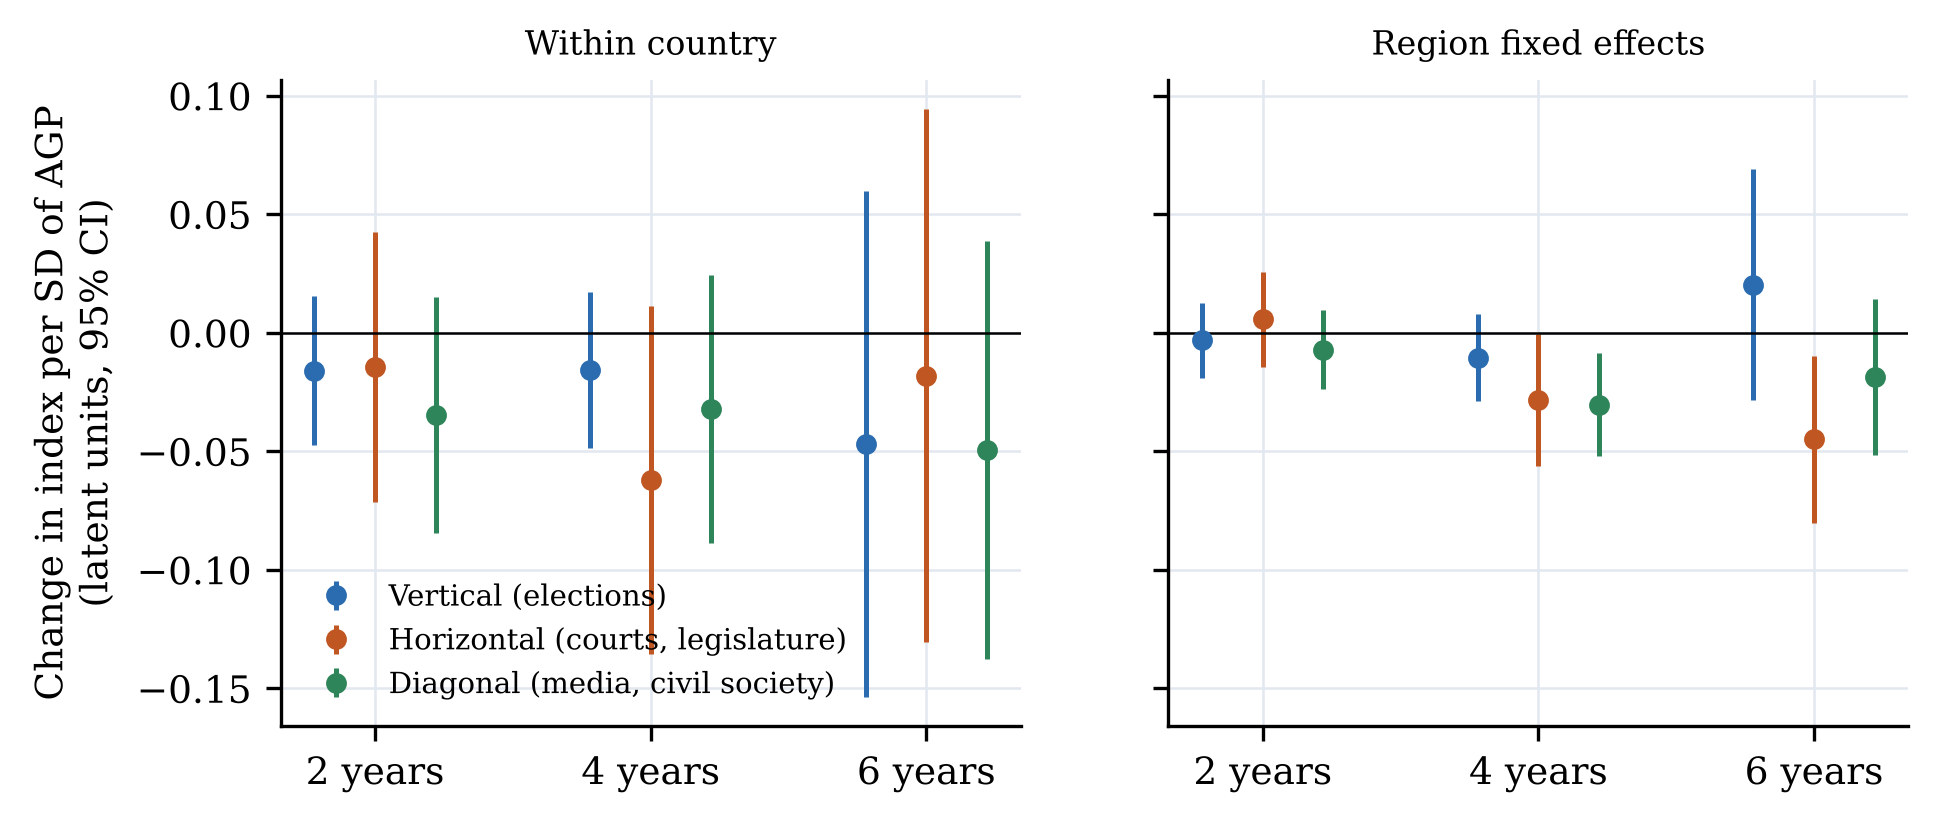 Within country
Region fixed effects
Change in index per SD of AGP
(latent units, 95% CI)
0.10
0.05
0.00
−0.05
−0.10
−0.15
Vertical (elections)
Horizontal (courts, legislature)
Diagonal (media, civil society)
2 years
4 years
6 years
2 years
4 years
6 years